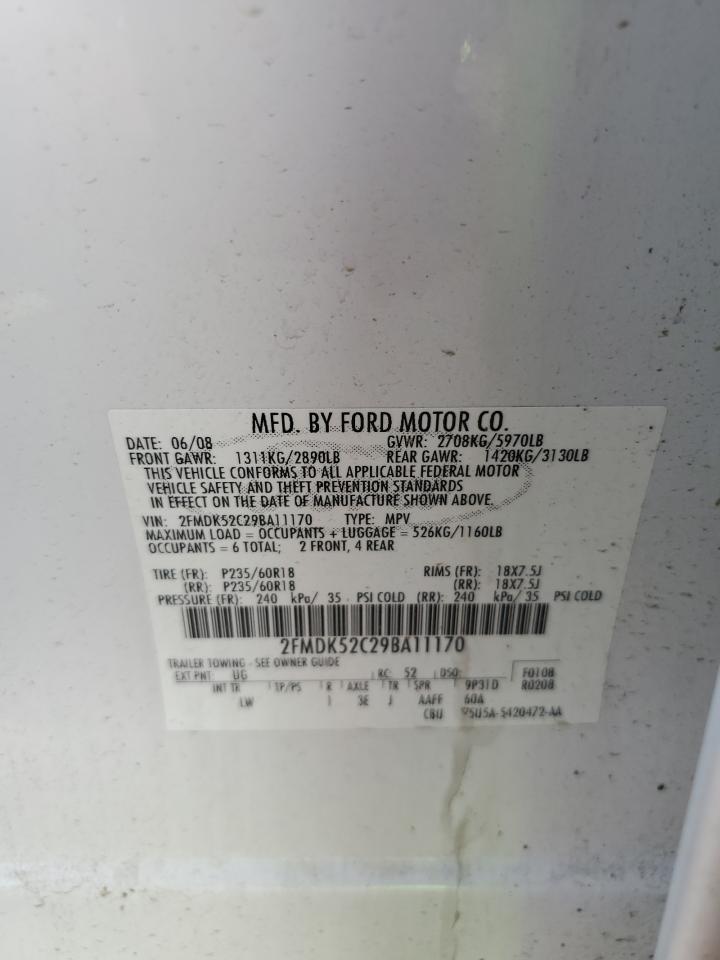 MFD. BY FORD MOTOR CO.
DATE: 06/08 GVWR: 2708KG/5970LB
FRONT GAWR: 1311KG/2890LB REAR GAWR: 1420KG/3130LB
THIS VEHICLE CONFORMS TO ALL APPLICABLE FEDERAL MOTOR
VEHICLE SAFETY AND THEFT PREVENTION STANDARDS
IN EFFECT ON THE DATE OF MANUFACTURE SHOWN ABOVE.
VIN: 2FMDK52C29BA11170 TYPE: MPV
MAXIMUM LOAD = OCCUPANTS + LUGGAGE = 526KG/1160LB
OCCUPANTS = 6 TOTAL; 2 FRONT, 4 REAR
TIRE (FR): P235/60R18 RIMS (FR): 18X7.5J
(RR): P235/60R18 (RR): 18X7.5J
PRESSURE (FR): 240 kPa/ 35 PSI COLD (RR): 240 kPa/ 35 PSI COLD
2FMDK52C29BA11170
TRAILER TOWING - SEE OWNER GUIDE
EXT PNT: UG RC: 52 DSO: F0108
INT TR TP/PS R AXLE TR SPR 9P31D R0208
LW 1 3E J AAFF 60A
CBU 95U5A-5420472-AA